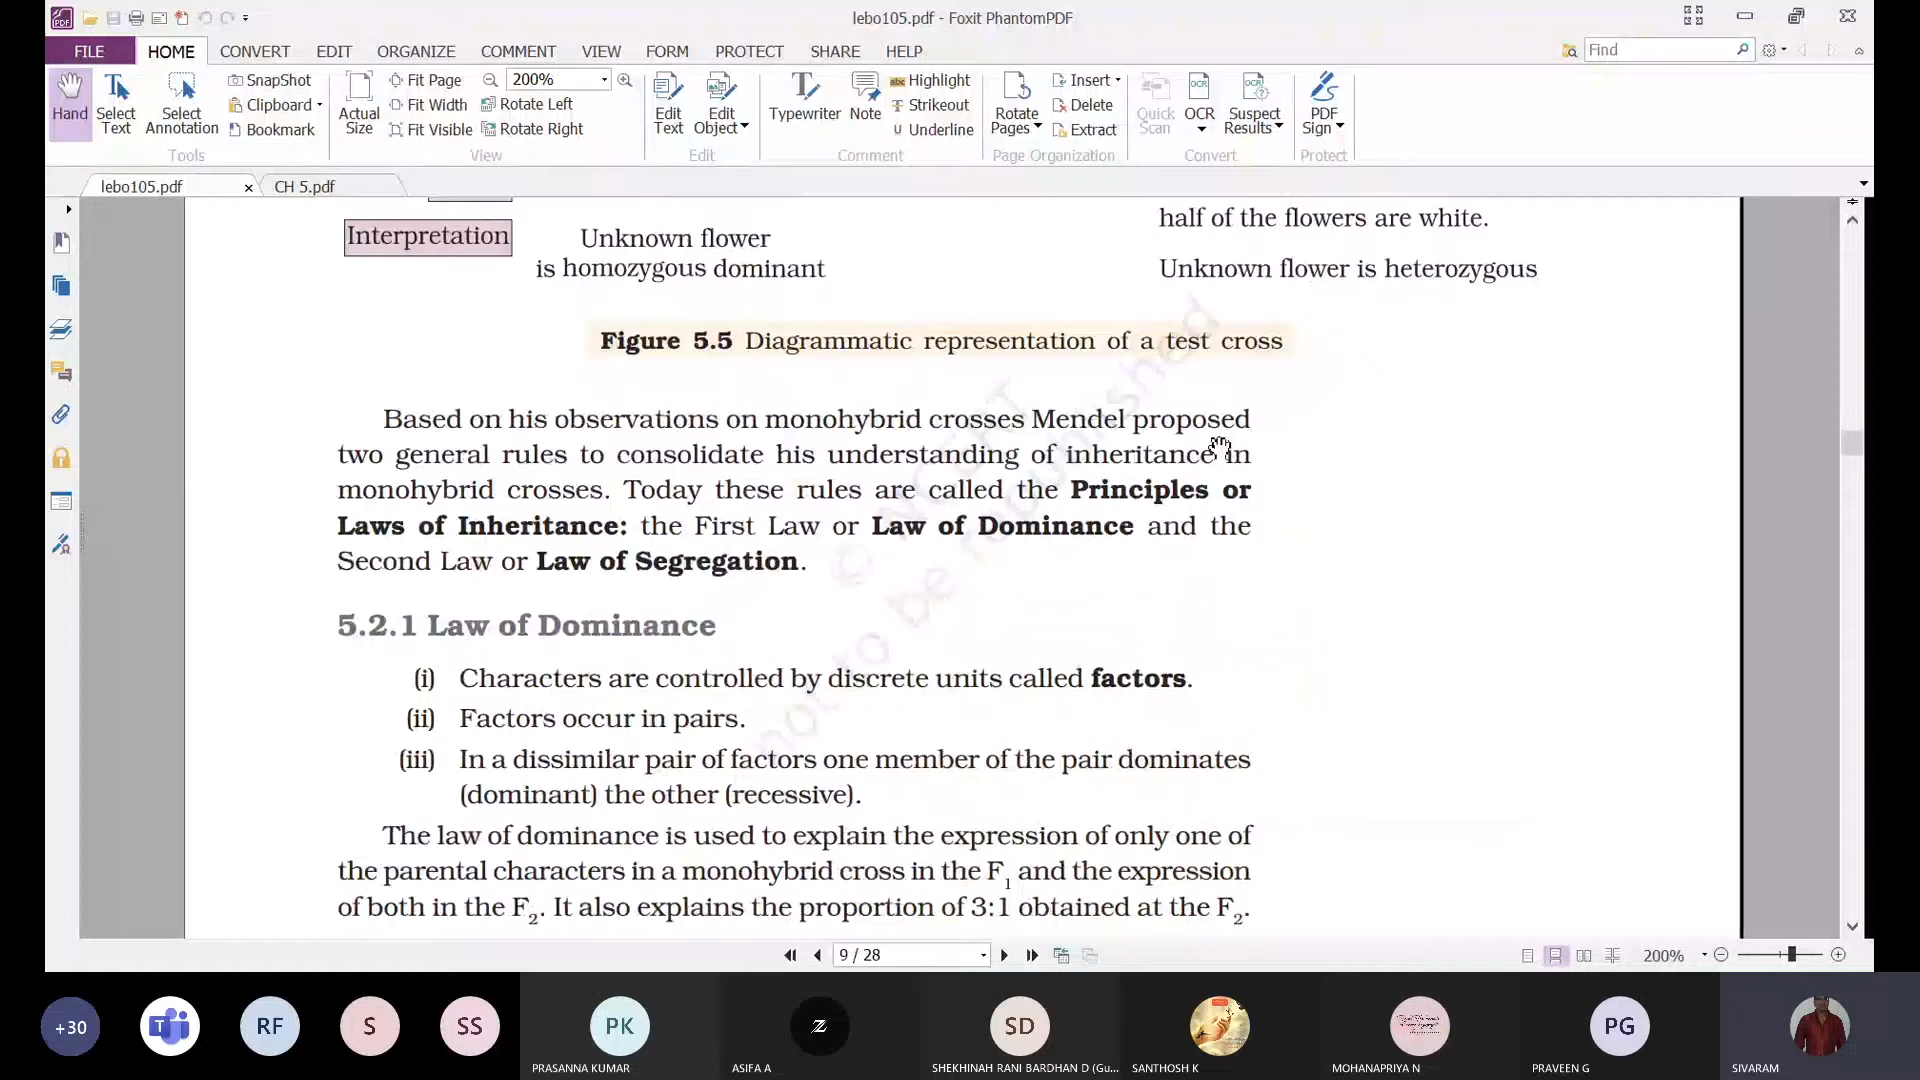 lebo105.pdf - Foxit PhantomPDF
FILE HOME CONVERT EDIT ORGANIZE COMMENT VIEW FORM PROTECT SHARE HELP
Find
Hand
Select Text
Select Annotation
SnapShot
Clipboard
Bookmark
Tools
Actual Size
Fit Page
Fit Width
Fit Visible
200%
Rotate Left
Rotate Right
View
Edit Text
Edit Object
Edit
Typewriter
Note
Highlight
Strikeout
Underline
Comment
Rotate Pages
Insert
Delete
Extract
Page Organization
Quick Scan
OCR
Suspect Results
Convert
PDF Sign
Protect
lebo105.pdf
CH 5.pdf
half of the flowers are white.
Interpretation
Unknown flower
is homozygous dominant
Unknown flower is heterozygous
Figure 5.5 Diagrammatic representation of a test cross
Based on his observations on monohybrid crosses Mendel proposed
two general rules to consolidate his understanding of inheritance in
monohybrid crosses. Today these rules are called the Principles or
Laws of Inheritance: the First Law or Law of Dominance and the
Second Law or Law of Segregation.
5.2.1 Law of Dominance
(i) Characters are controlled by discrete units called factors.
(ii) Factors occur in pairs.
(iii) In a dissimilar pair of factors one member of the pair dominates
(dominant) the other (recessive).
The law of dominance is used to explain the expression of only one of
the parental characters in a monohybrid cross in the F1 and the expression
of both in the F2. It also explains the proportion of 3:1 obtained at the F2.
© NCERT
not to be republished
9 / 28
200%
+30
T
RF
S
SS
PK
PRASANNA KUMAR
z
ASIFA A
SD
SHEKHINAH RANI BARDHAN D (Gu...
SANTHOSH K
MOHANAPRIYA N
PG
PRAVEEN G
SIVARAM